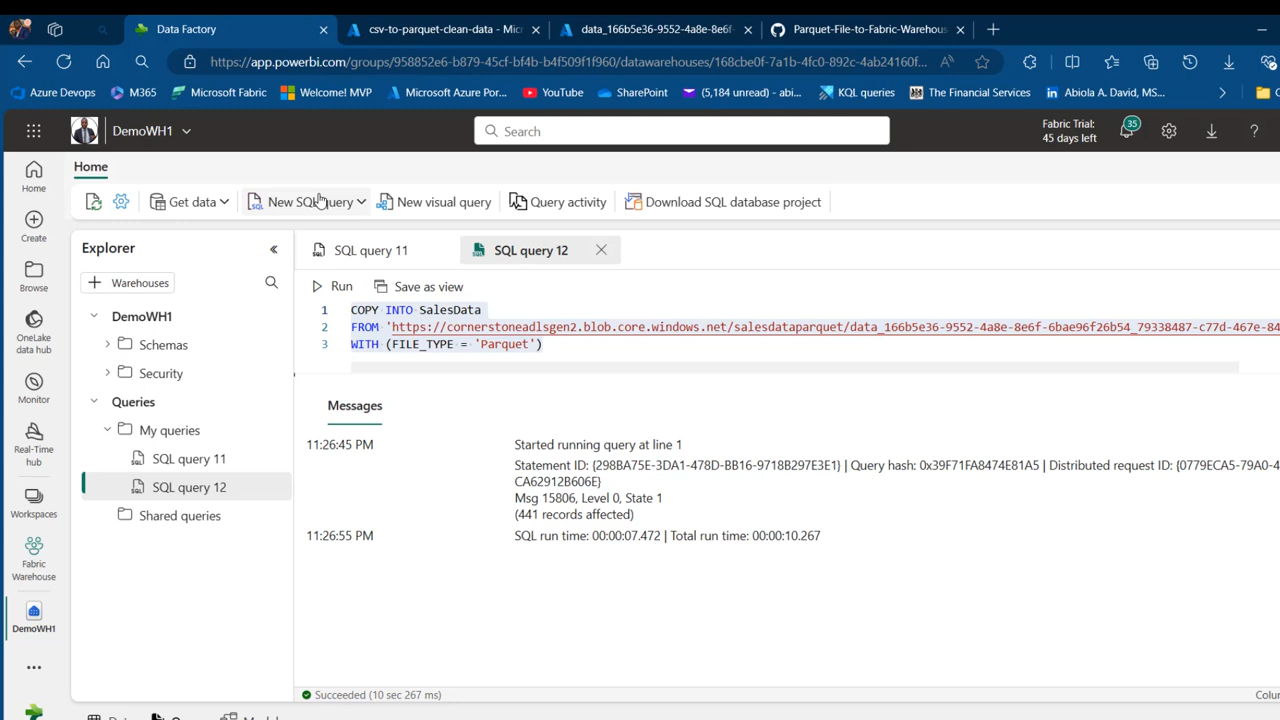 Data Factory
csv-to-parquet-clean-data - Micr
data_166b5e36-9552-4a8e-8e6f-
Parquet-File-to-Fabric-Warehous
https://app.powerbi.com/groups/958852e6-b879-45cf-bf4b-b4f509f1f960/datawarehouses/168cbe0f-7a1b-4fc0-892c-4ab24160f...
Azure Devops
M365
Microsoft Fabric
Welcome! MVP
Microsoft Azure Por...
YouTube
SharePoint
(5,184 unread) - abi...
KQL queries
The Financial Services
Abiola A. David, MS...
DemoWH1
Search
Fabric Trial:
45 days left
35
Home
Get data
New SQL query
New visual query
Query activity
Download SQL database project
Home
Create
Browse
OneLake
data hub
Monitor
Real-Time
hub
Workspaces
Fabric
Warehouse
DemoWH1
Explorer
Warehouses
DemoWH1
Schemas
Security
Queries
My queries
SQL query 11
SQL query 12
Shared queries
SQL query 11
SQL query 12
Run
Save as view
1 COPY INTO SalesData
2 FROM 'https://cornerstoneadlsgen2.blob.core.windows.net/salesdataparquet/data_166b5e36-9552-4a8e-8e6f-6bae96f26b54_79338487-c77d-467e-84
3 WITH (FILE_TYPE = 'Parquet')
Messages
11:26:45 PM
Started running query at line 1
Statement ID: {298BA75E-3DA1-478D-BB16-9718B297E3E1} | Query hash: 0x39F71FA8474E81A5 | Distributed request ID: {0779ECA5-79A0-4
CA62912B606E}
Msg 15806, Level 0, State 1
(441 records affected)
11:26:55 PM
SQL run time: 00:00:07.472 | Total run time: 00:00:10.267
Succeeded (10 sec 267 ms)